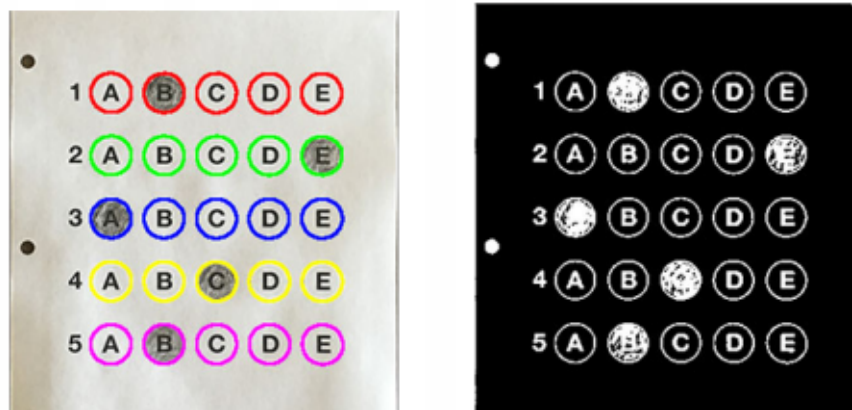 1 A B C D E
2 A B C D E
3 A B C D E
4 A B C D E
5 A B C D E
1 A C D E
2 A B C D E
3 B C D E
4 A B D E
5 A C D E